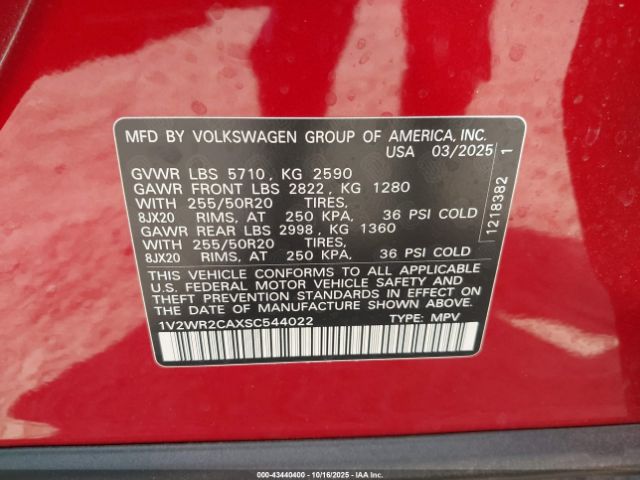 MFD BY VOLKSWAGEN GROUP OF AMERICA, INC.
USA 03/2025
GVWR LBS 5710, KG 2590
GAWR FRONT LBS 2822, KG 1280
WITH 255/50R20 TIRES,
8JX20 RIMS, AT 250 KPA, 36 PSI COLD
GAWR REAR LBS 2998, KG 1360
WITH 255/50R20 TIRES,
8JX20 RIMS, AT 250 KPA, 36 PSI COLD
THIS VEHICLE CONFORMS TO ALL APPLICABLE
U.S. FEDERAL MOTOR VEHICLE SAFETY AND
THEFT PREVENTION STANDARDS IN EFFECT ON
THE DATE OF MANUFACTURE SHOWN ABOVE.
1V2WR2CAXSC544022 TYPE: MPV
1218382 1
000-43440400 - 10/16/2025 - IAA Inc.